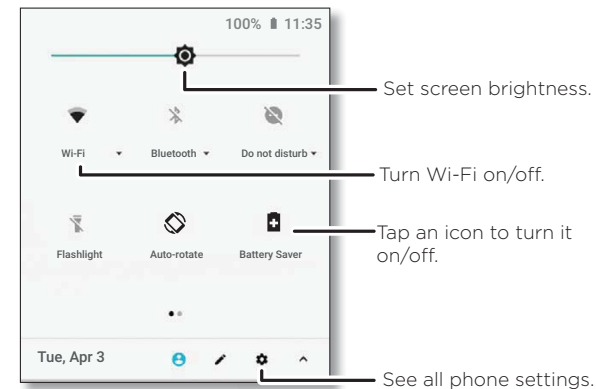 100% 11:35
Set screen brightness.
Wi-Fi Bluetooth Do not disturb
Turn Wi-Fi on/off.
Tap an icon to turn it
on/off.
Flashlight Auto-rotate Battery Saver
Tue, Apr 3
See all phone settings.